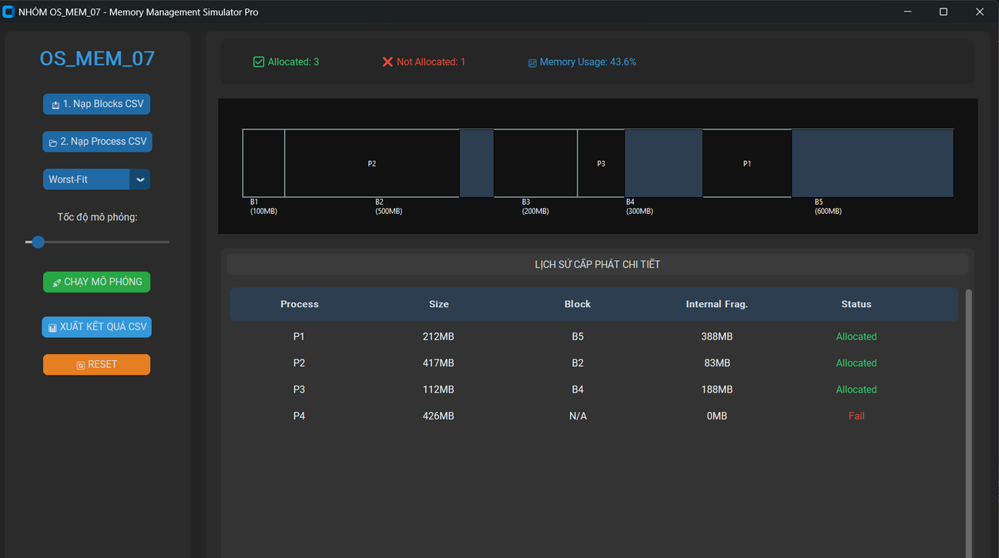 NHÓM OS_MEM_07 - Memory Management Simulator Pro
OS_MEM_07
1. Nạp Blocks CSV
2. Nạp Process CSV
Worst-Fit
Tốc độ mô phỏng:
CHẠY MÔ PHỎNG
XUẤT KẾT QUẢ CSV
RESET
Allocated: 3 Not Allocated: 1 Memory Usage: 43.6%
P2 P3 P1
B1 B2 B3 B4 B5
(100MB) (500MB) (200MB) (300MB) (600MB)
LỊCH SỬ CẤP PHÁT CHI TIẾT
Process Size Block Internal Frag. Status
P1 212MB B5 388MB Allocated
P2 417MB B2 83MB Allocated
P3 112MB B4 188MB Allocated
P4 426MB N/A 0MB Fail